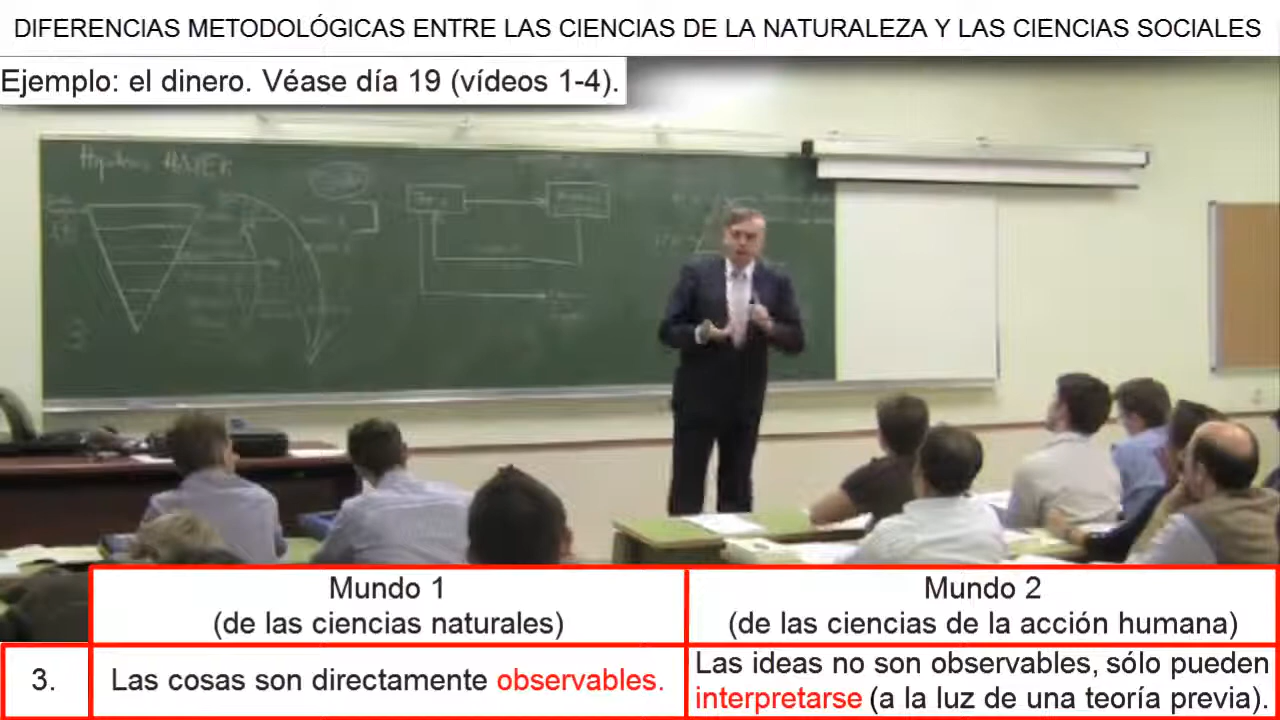 DIFERENCIAS METODOLÓGICAS ENTRE LAS CIENCIAS DE LA NATURALEZA Y LAS CIENCIAS SOCIALES
Ejemplo: el dinero. Véase día 19 (vídeos 1-4).
Mundo 1
(de las ciencias naturales)
Mundo 2
(de las ciencias de la acción humana)
3.
Las cosas son directamente observables.
Las ideas no son observables, sólo pueden
interpretarse (a la luz de una teoría previa).